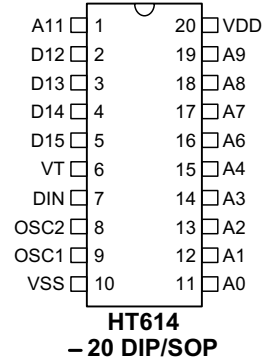 A11 1 20 VDD
D12 2 19 A9
D13 3 18 A8
D14 4 17 A7
D15 5 16 A6
VT 6 15 A4
DIN 7 14 A3
OSC2 8 13 A2
OSC1 9 12 A1
VSS 10 11 A0
HT614
– 20 DIP/SOP